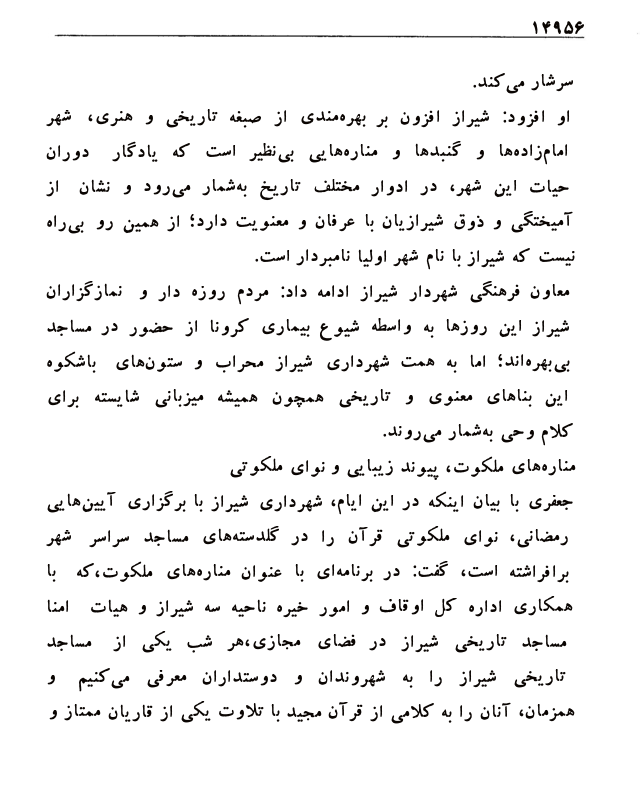 ۱۴۹۵۶
سرشار می‌کند.
او افزود: شیراز افزون بر بهره‌مندی از صبغه تاریخی و هنری، شهر
امام‌زاده‌ها و گنبدها و مناره‌هایی بی‌نظیر است که یادگار دوران
حیات این شهر، در ادوار مختلف تاریخ به‌شمار می‌رود و نشان از
آمیختگی و ذوق شیرازیان با عرفان و معنویت دارد؛ از همین رو بی‌راه
نیست که شیراز با نام شهر اولیا نامبردار است.
معاون فرهنگی شهردار شیراز ادامه داد: مردم روزه دار و نمازگزاران
شیراز این روزها به واسطه شیوع بیماری کرونا از حضور در مساجد
بی‌بهره‌اند؛ اما به همت شهرداری شیراز محراب و ستون‌های باشکوه
این بناهای معنوی و تاریخی همچون همیشه میزبانی شایسته برای
کلام وحی به‌شمار می‌روند.
مناره‌های ملکوت، پیوند زیبایی و نوای ملکوتی
جعفری با بیان اینکه در این ایام، شهرداری شیراز با برگزاری آیین‌هایی
رمضانی، نوای ملکوتی قرآن را در گلدسته‌های مساجد سراسر شهر
برافراشته است، گفت: در برنامه‌ای با عنوان مناره‌های ملکوت،که با
همکاری اداره کل اوقاف و امور خیره ناحیه سه شیراز و هیات امنا
مساجد تاریخی شیراز در فضای مجازی،هر شب یکی از مساجد
تاریخی شیراز را به شهروندان و دوستداران معرفی می‌کنیم و
همزمان، آنان را به کلامی از قرآن مجید با تلاوت یکی از قاریان ممتاز و